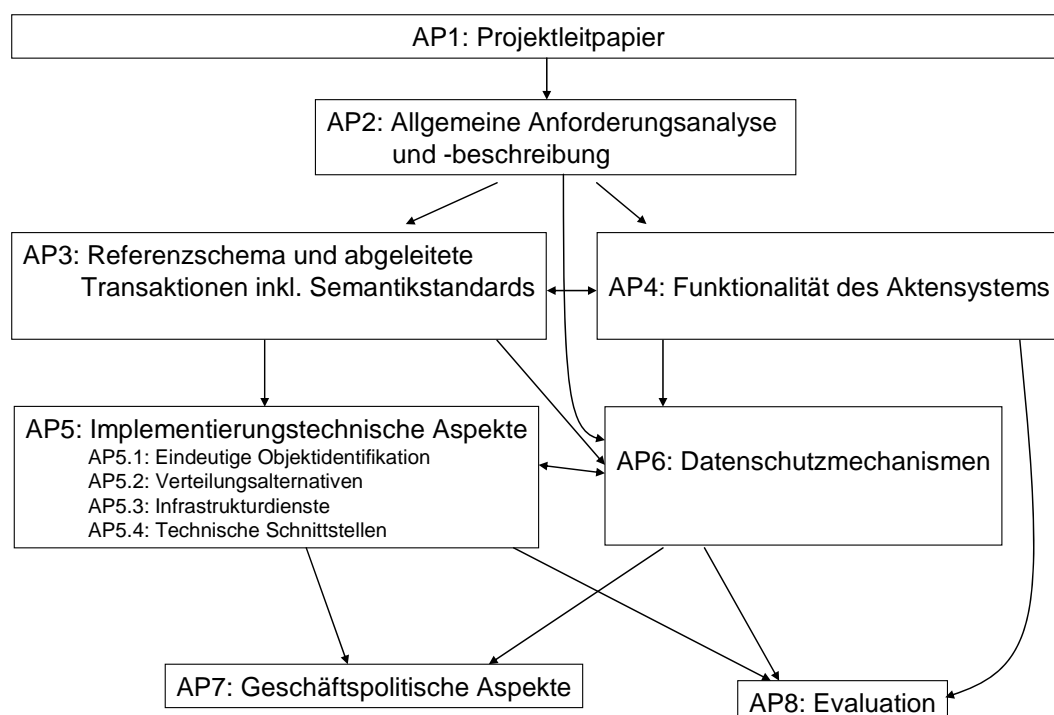 AP1: Projektleitpapier
AP2: Allgemeine Anforderungsanalyse
und -beschreibung
AP3: Referenzschema und abgeleitete
Transaktionen inkl. Semantikstandards
AP4: Funktionalität des Aktensystems
AP5: Implementierungstechnische Aspekte
AP5.1: Eindeutige Objektidentifikation
AP5.2: Verteilungsalternativen
AP5.3: Infrastrukturdienste
AP5.4: Technische Schnittstellen
AP6: Datenschutzmechanismen
AP7: Geschäftspolitische Aspekte
AP8: Evaluation